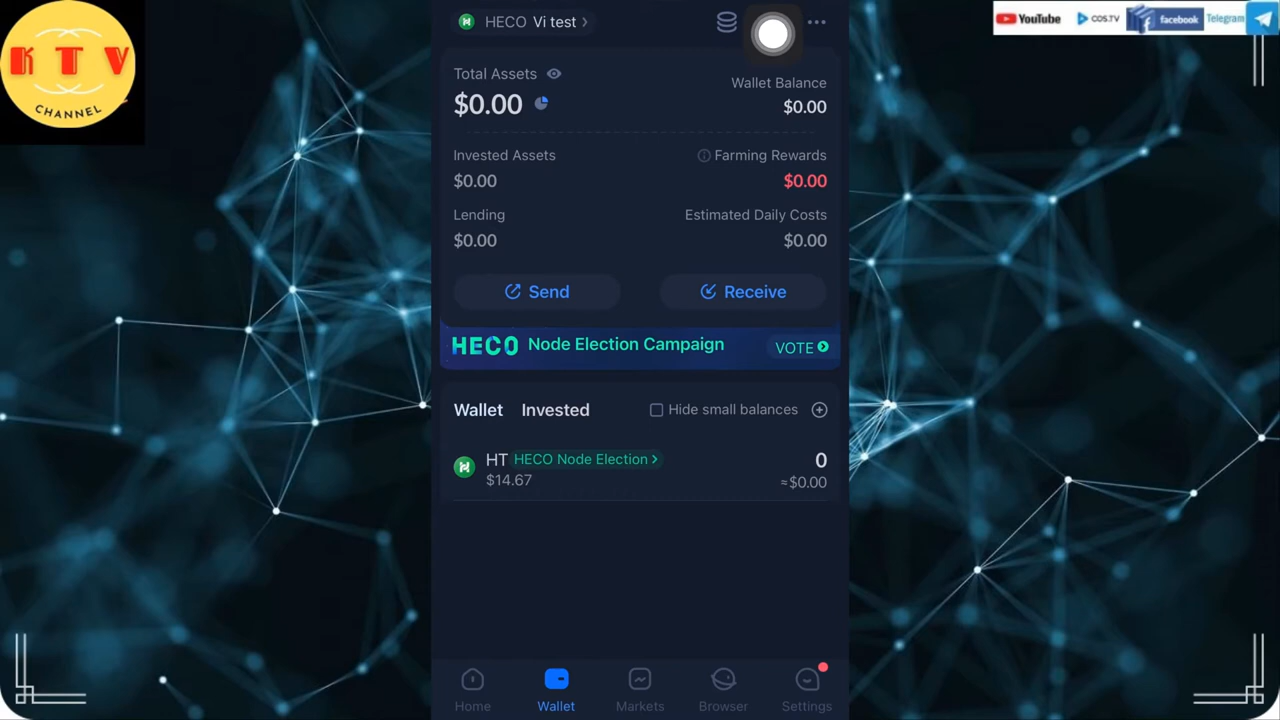 KTV
CHANNEL
YouTube
COS.TV
facebook
Telegram
HECO Vi test
Total Assets
$0.00
Wallet Balance
$0.00
Invested Assets
$0.00
Farming Rewards
$0.00
Lending
$0.00
Estimated Daily Costs
$0.00
Send
Receive
HECO Node Election Campaign VOTE
Wallet Invested Hide small balances
HT HECO Node Election > 0
$14.67 ≈$0.00
Home Wallet Markets Browser Settings